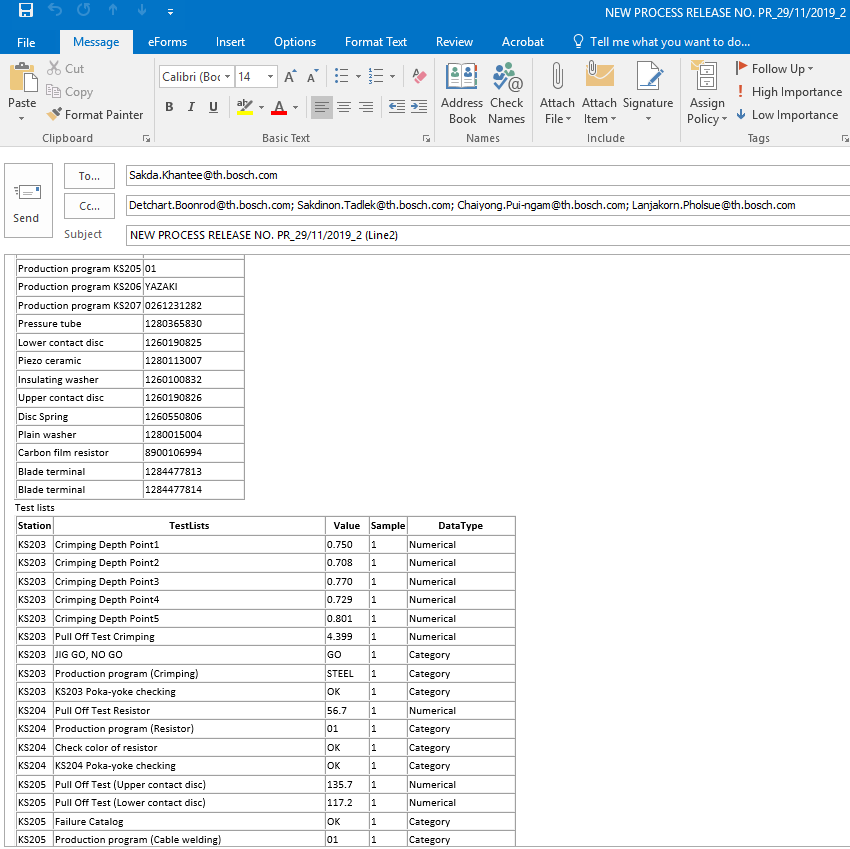 NEW PROCESS RELEASE NO. PR_29/11/2019_2
File Message eForms Insert Options Format Text Review Acrobat Tell me what you want to do...
Paste
Cut
Copy
Format Painter
Clipboard
Calibri (Boc 14 A A
B I U ab A
Basic Text
Address Book
Check Names
Names
Attach File
Attach Item
Signature
Include
Assign Policy
Follow Up
High Importance
Low Importance
Tags
Send
To... Sakda.Khantee@th.bosch.com
Cc... Detchart.Boonrod@th.bosch.com; Sakdinon.Tadlek@th.bosch.com; Chaiyong.Pui-ngam@th.bosch.com; Lanjakorn.Pholsue@th.bosch.com
Subject NEW PROCESS RELEASE NO. PR_29/11/2019_2 (Line2)
Production program KS205 01
Production program KS206 YAZAKI
Production program KS207 0261231282
Pressure tube 1280365830
Lower contact disc 1260190825
Piezo ceramic 1280113007
Insulating washer 1260100832
Upper contact disc 1260190826
Disc Spring 1260550806
Plain washer 1280015004
Carbon film resistor 8900106994
Blade terminal 1284477813
Blade terminal 1284477814
Test lists
Station TestLists Value Sample DataType
KS203 Crimping Depth Point1 0.750 1 Numerical
KS203 Crimping Depth Point2 0.708 1 Numerical
KS203 Crimping Depth Point3 0.770 1 Numerical
KS203 Crimping Depth Point4 0.729 1 Numerical
KS203 Crimping Depth Point5 0.801 1 Numerical
KS203 Pull Off Test Crimping 4.399 1 Numerical
KS203 JIG GO, NO GO GO 1 Category
KS203 Production program (Crimping) STEEL 1 Category
KS203 KS203 Poka-yoke checking OK 1 Category
KS204 Pull Off Test Resistor 56.7 1 Numerical
KS204 Production program (Resistor) 01 1 Category
KS204 Check color of resistor OK 1 Category
KS204 KS204 Poka-yoke checking OK 1 Category
KS205 Pull Off Test (Upper contact disc) 135.7 1 Numerical
KS205 Pull Off Test (Lower contact disc) 117.2 1 Numerical
KS205 Failure Catalog OK 1 Category
KS205 Production program (Cable welding) 01 1 Category